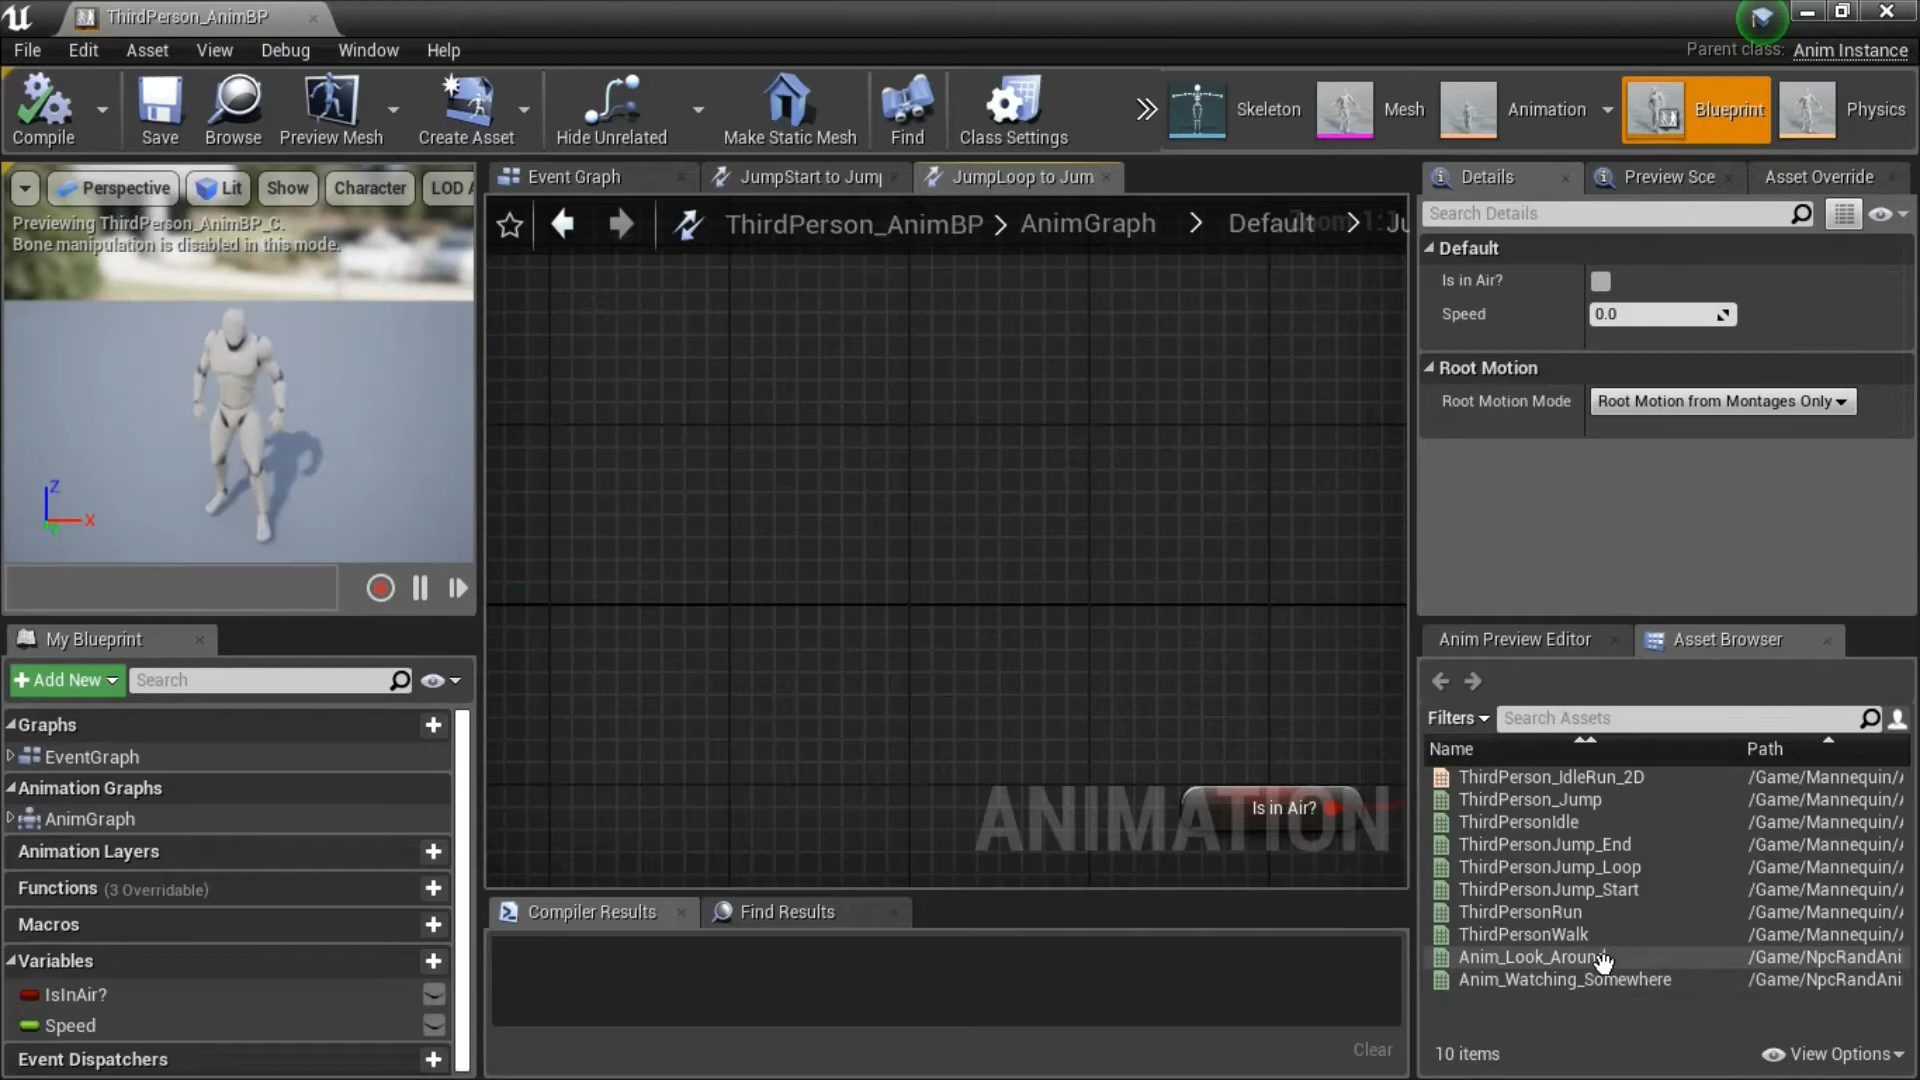 ThirdPerson_AnimBP
File Edit Asset View Debug Window Help
Parent class: Anim Instance
Compile Save Browse Preview Mesh Create Asset Hide Unrelated Make Static Mesh Find Class Settings
Skeleton Mesh Animation Blueprint Physics
Perspective Lit Show Character LOD A
Previewing ThirdPerson_AnimBP_C.
Bone manipulation is disabled in this mode.
Z
X
Event Graph JumpStart to Jum JumpLoop to Jum
ThirdPerson_AnimBP > AnimGraph > Default > Ju
Is in Air?
ANIMATION
Compiler Results Find Results
Clear
Details Preview Sce Asset Override
Search Details
Default
Is in Air?
Speed 0.0
Root Motion
Root Motion Mode Root Motion from Montages Only
My Blueprint
Add New Search
Graphs
EventGraph
Animation Graphs
AnimGraph
Animation Layers
Functions (3 Overridable)
Macros
Variables
IsInAir?
Speed
Event Dispatchers
Anim Preview Editor Asset Browser
Filters Search Assets
Name Path
ThirdPerson_IdleRun_2D /Game/Mannequin/A
ThirdPerson_Jump /Game/Mannequin/A
ThirdPersonIdle /Game/Mannequin/A
ThirdPersonJump_End /Game/Mannequin/A
ThirdPersonJump_Loop /Game/Mannequin/A
ThirdPersonJump_Start /Game/Mannequin/A
ThirdPersonRun /Game/Mannequin/A
ThirdPersonWalk /Game/Mannequin/A
Anim_Look_Around /Game/NpcRandAni
Anim_Watching_Somewhere /Game/NpcRandAni
10 items View Options